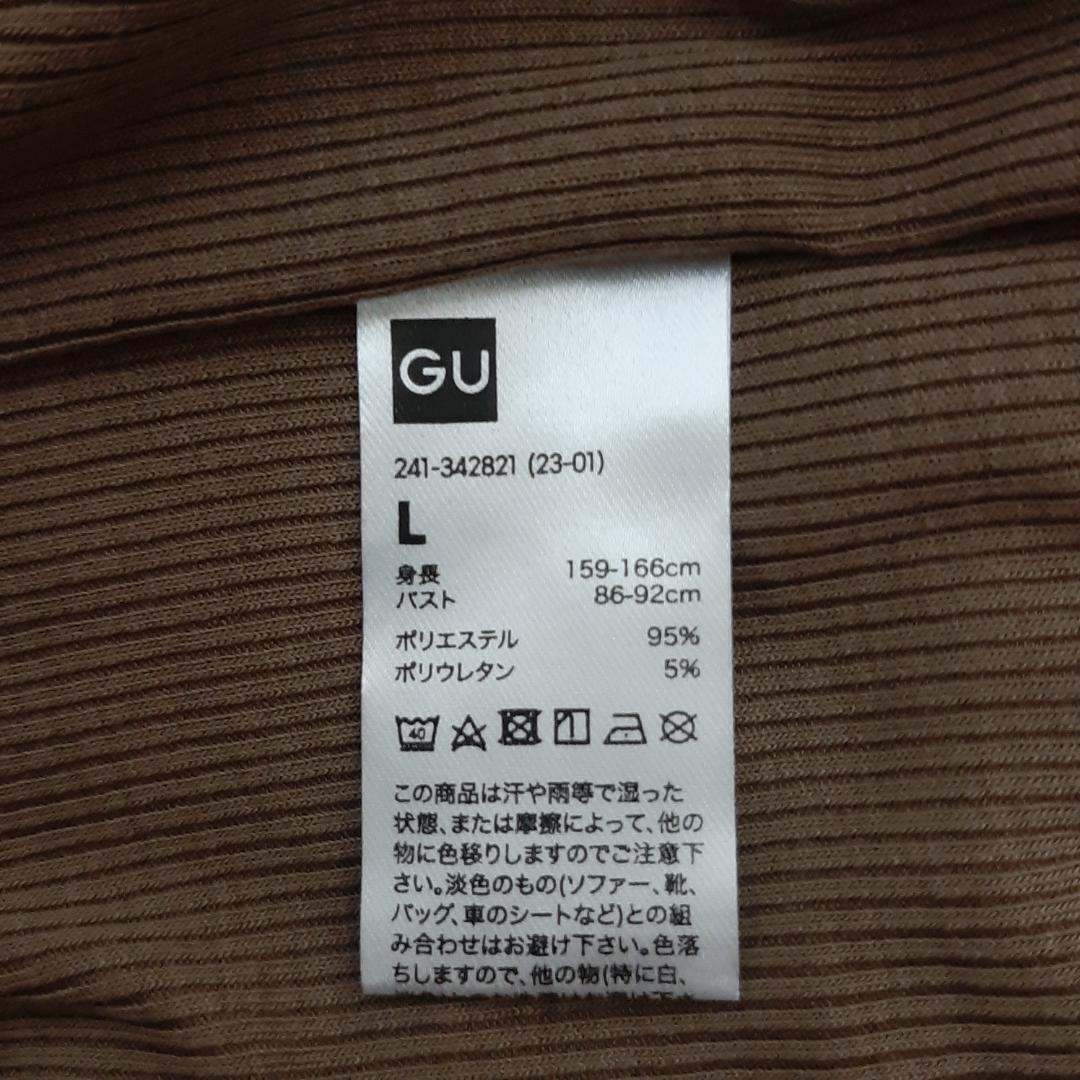 GU
241-342821 (23-01)
L
身長 159-166cm
バスト 86-92cm
ポリエステル 95%
ポリウレタン 5%
40
この商品は汗や雨等で湿った
状態、または摩擦によって、他の
物に色移りしますのでご注意下
さい。淡色のもの(ソファー、靴、
バッグ、車のシートなど)との組
み合わせはお避け下さい。色落
ちしますので、他の物(特に白、